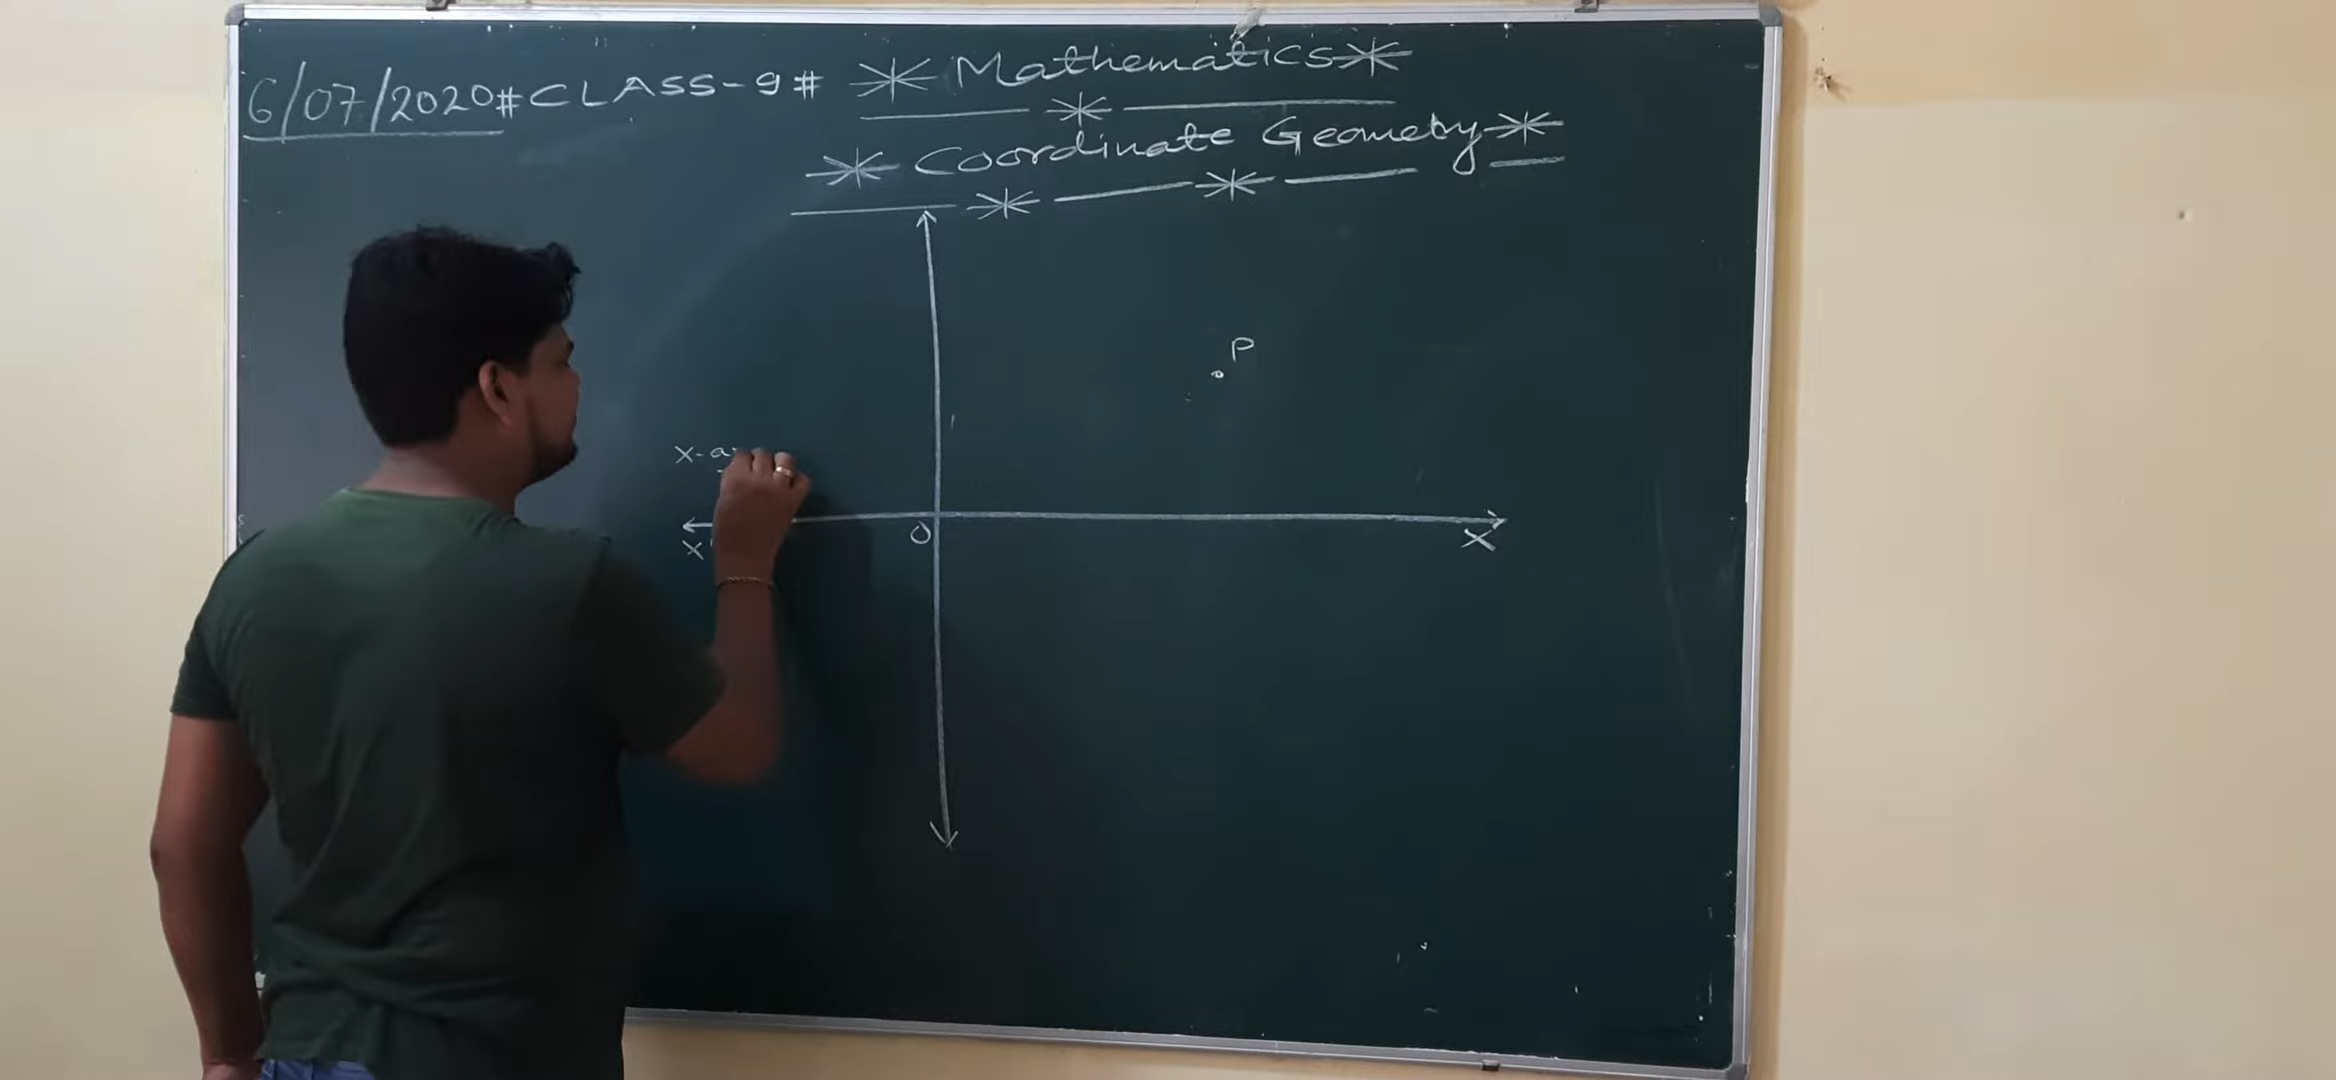 6/07/2020 # CLASS-9 # * Mathematics *
* Coordinate Geometry *
P
X-a
X' O X